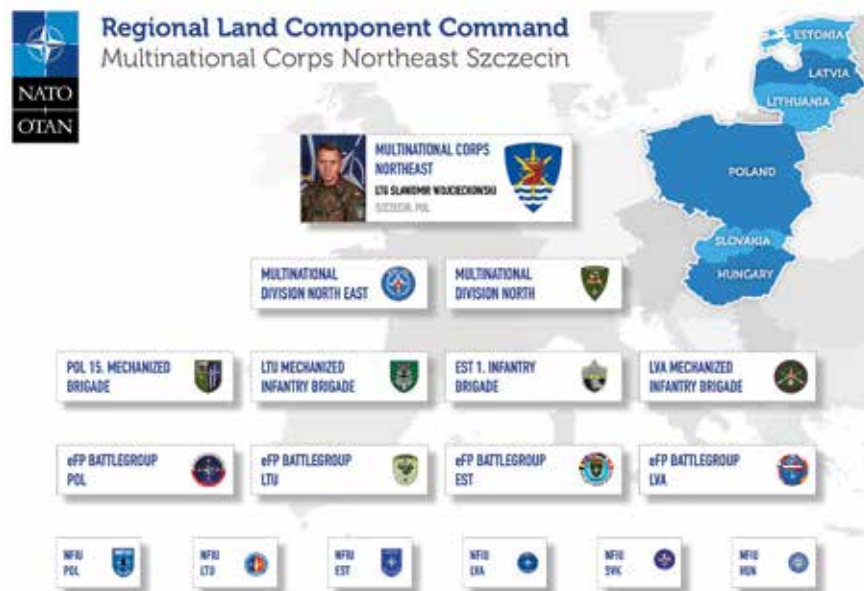 Regional Land Component Command
Multinational Corps Northeast Szczecin
NATO
OTAN
ESTONIA
LATVIA
LITHUANIA
POLAND
SLOVAKIA
HUNGARY
MULTINATIONAL CORPS
NORTHEAST
LTG SŁAWOMIR WOJCIECHOWSKI
SZCZECIN, POL
MULTINATIONAL
DIVISION NORTH EAST
MULTINATIONAL
DIVISION NORTH
POL 15. MECHANIZED
BRIGADE
LTU MECHANIZED
INFANTRY BRIGADE
EST 1. INFANTRY
BRIGADE
LVA MECHANIZED
INFANTRY BRIGADE
eFP BATTLEGROUP
POL
eFP BATTLEGROUP
LTU
eFP BATTLEGROUP
EST
eFP BATTLEGROUP
LVA
NFIU
POL
NFIU
LTU
NFIU
EST
NFIU
LVA
NFIU
SVK
NFIU
HUN